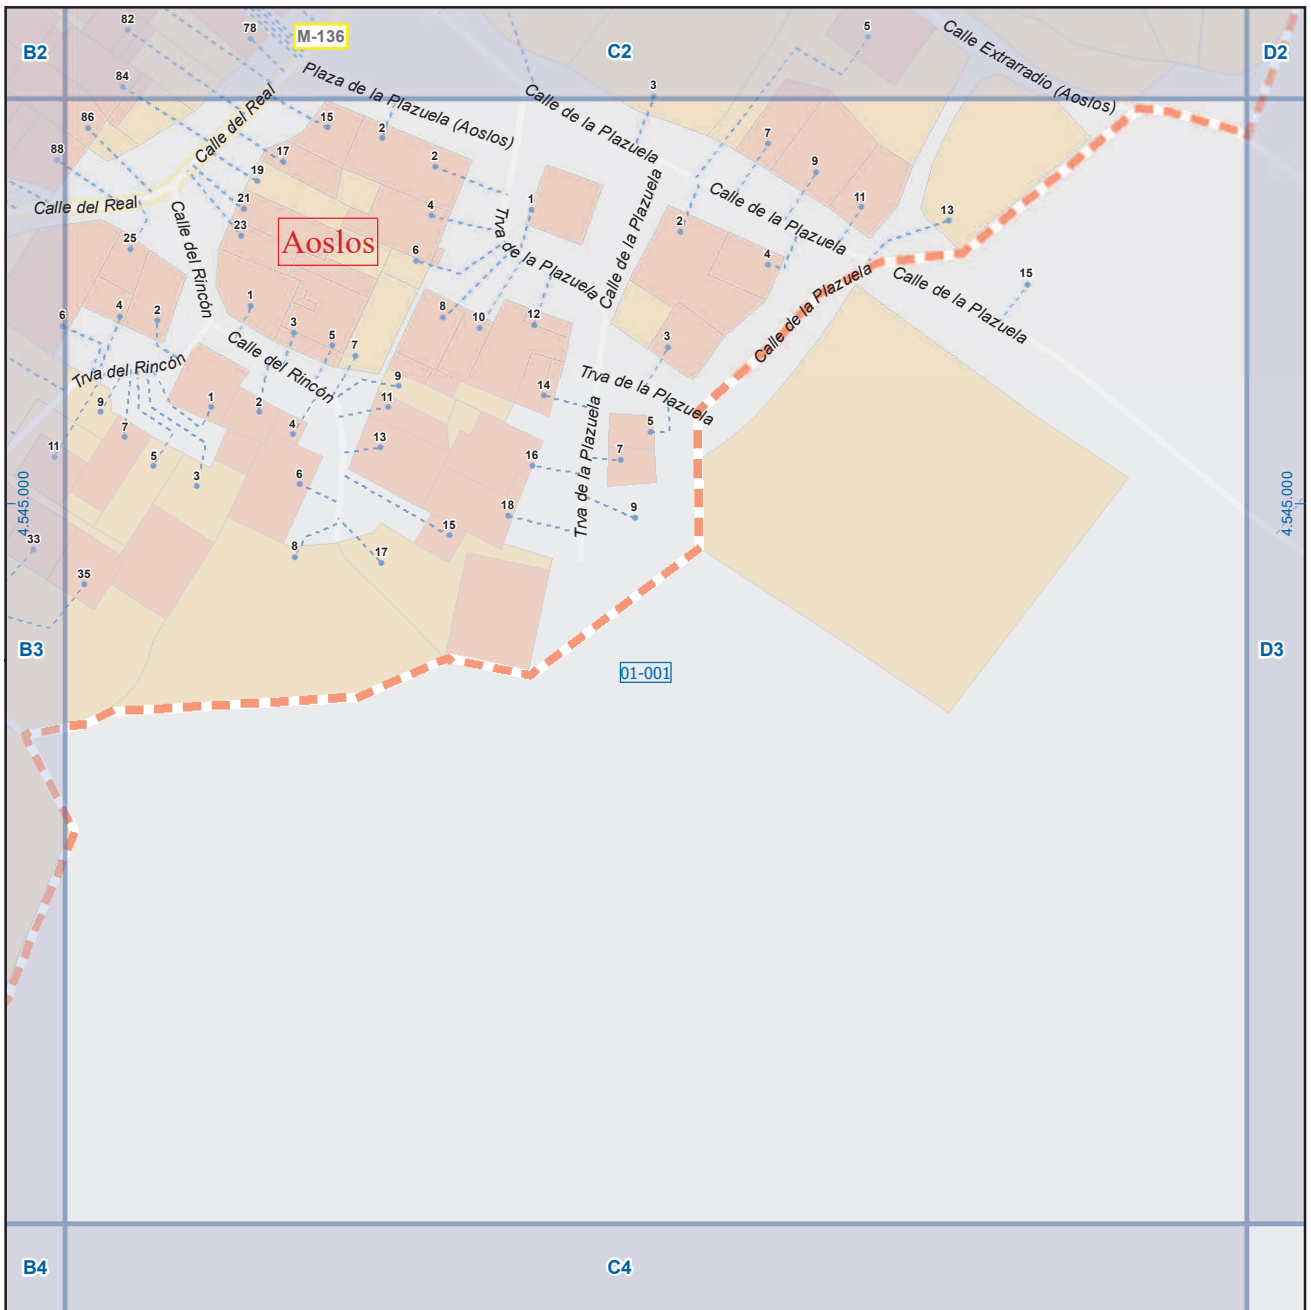 82
78
M-136
C2
5
Calle Extrarradio (Aoslos)
B2
D2
84
Plaza de la Plazuela (Aoslos)
3
Calle de la Plazuela
86
Calle del Real
15
2
7
88
17
2
9
19
Calle de la Plazuela
Calle de la Plazuela
Calle del Real
21
4
1
11
13
Calle del Rincón
23
Aoslos
2
25
6
Trva de la Plazuela
4
Calle de la Plazuela
Calle de la Plazuela
15
4
2
1
8
10
12
6
3
5
7
3
Trva del Rincón
Calle del Rincón
9
14
Trva de la Plazuela
9
1
2
11
7
4
13
5
11
5
16
7
3
6
18
Trva de la Plazuela
9
4.545.000
4.545.000
15
33
8
17
35
B3
01-001
D3
B4
C4